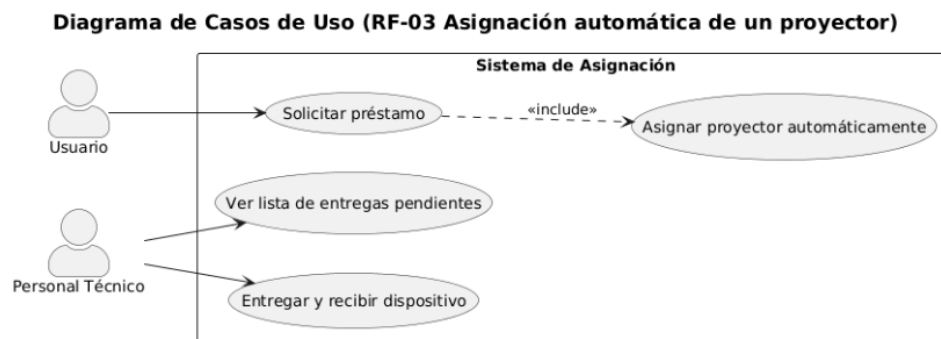 Diagrama de Casos de Uso (RF-03 Asignación automática de un proyector)
Sistema de Asignación
Usuario
Solicitar préstamo
«include»
Asignar proyector automáticamente
Ver lista de entregas pendientes
Personal Técnico
Entregar y recibir dispositivo